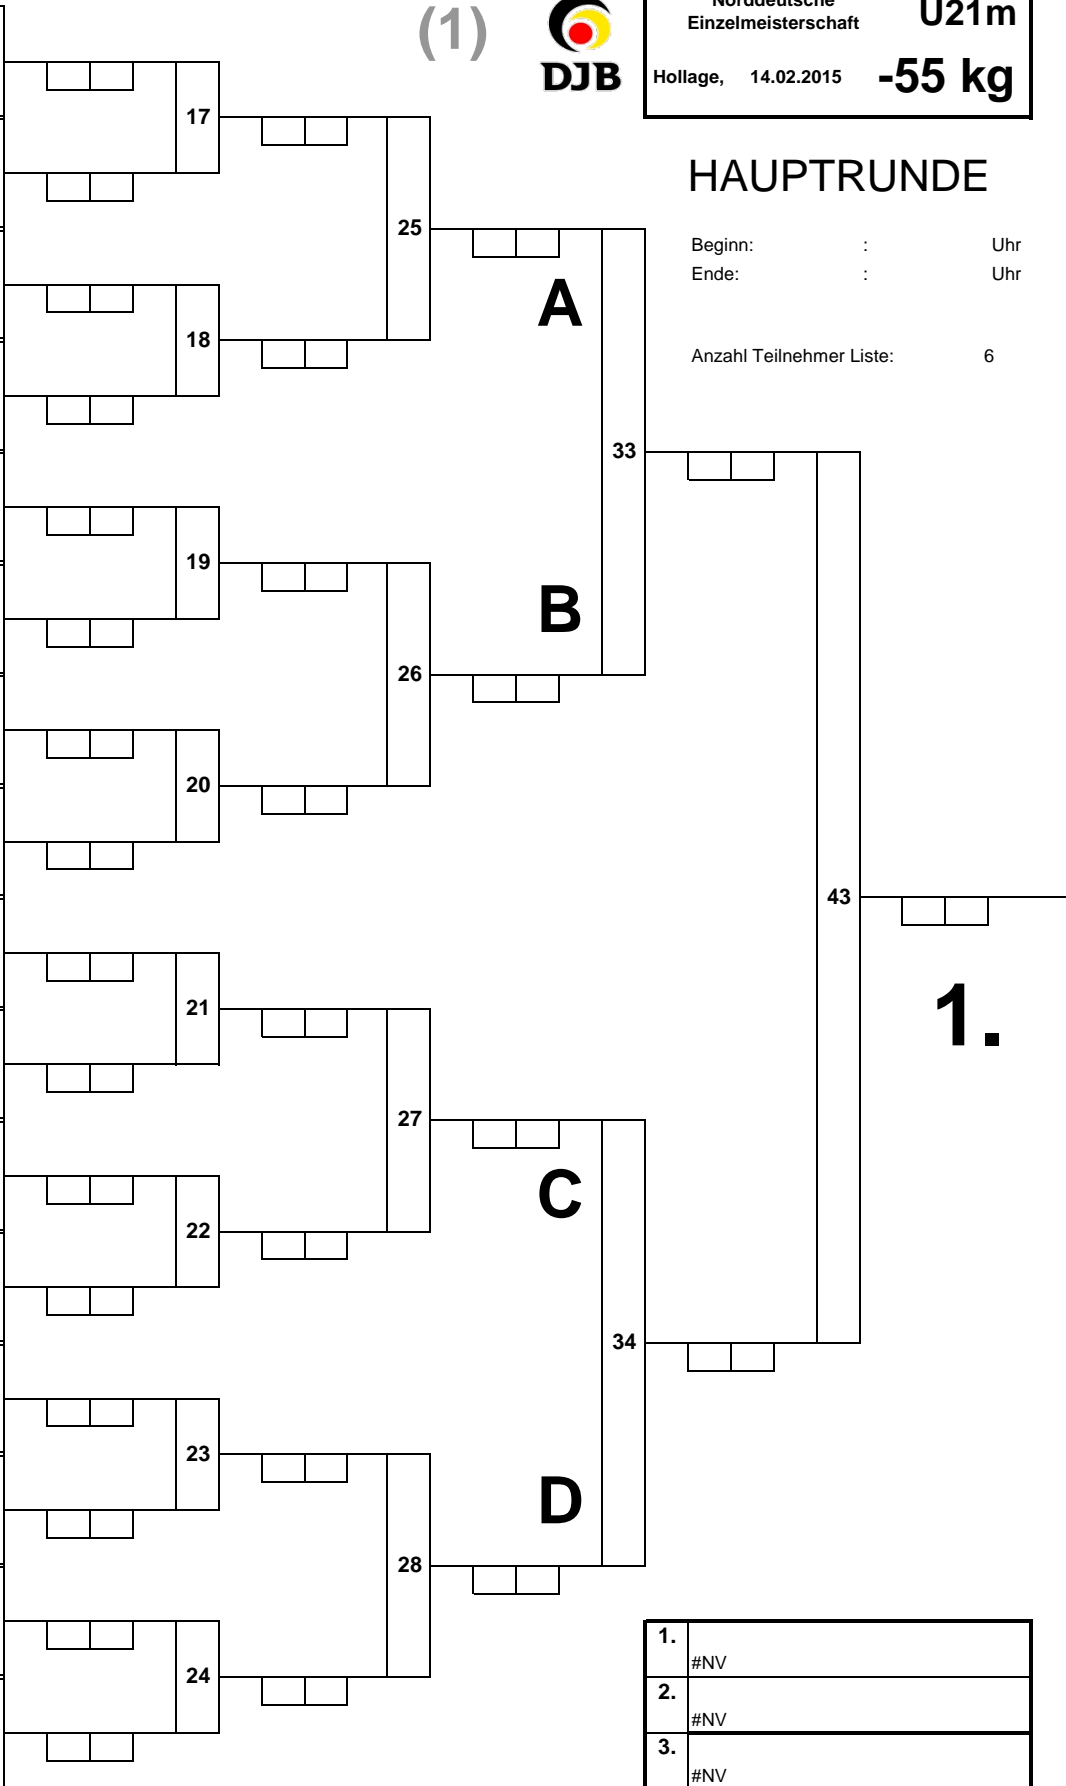 (1)
DJB
Norddeutsche
Einzelmeisterschaft
U21m
Hollage, 14.02.2015 -55 kg
HAUPTRUNDE
Beginn: : Uhr
Ende: : Uhr
Anzahl Teilnehmer Liste: 6
17
25
A
18
33
19
B
26
20
43
21
1.
27
C
22
34
23
D
28
24
1.
#NV
2.
#NV
3.
#NV